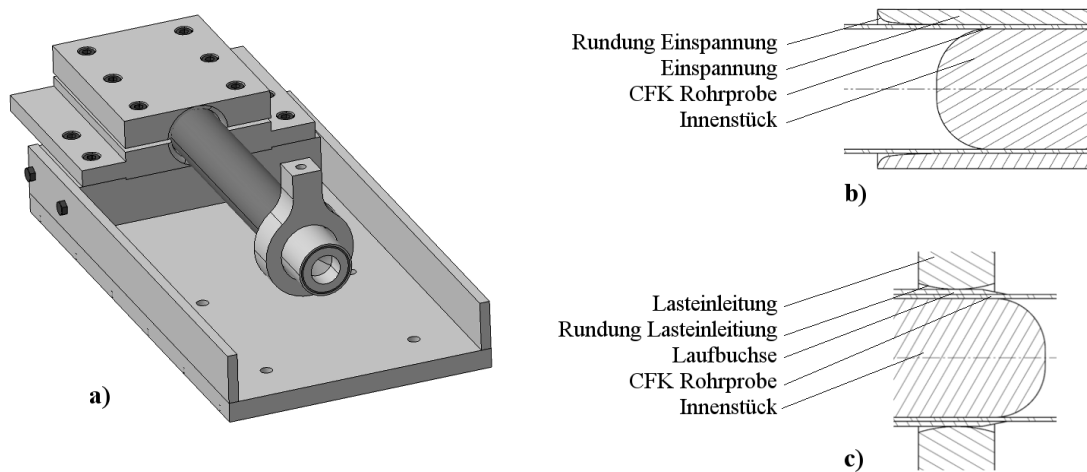 a)
Rundung Einspannung
Einspannung
CFK Rohrprobe
Innenstück
b)
Lasteinleitung
Rundung Lasteinleitiung
Laufbuchse
CFK Rohrprobe
Innenstück
c)